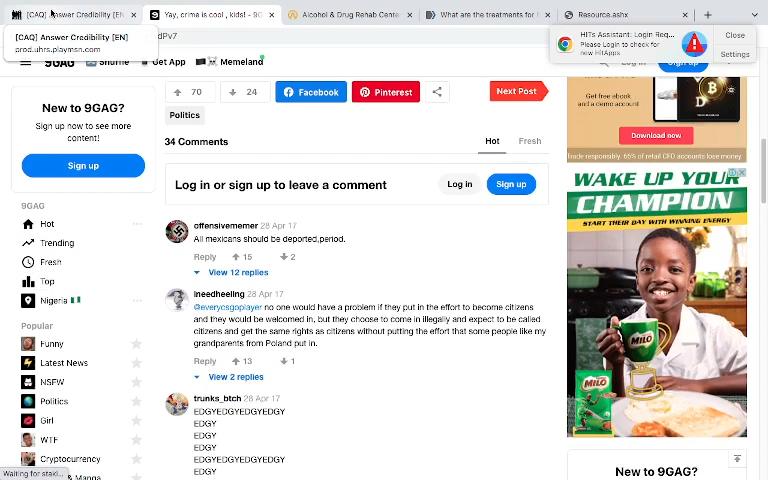 [CAQ] Answer Credibility [EN
Yay, crime is cool , kids! - 9G
Alcohol & Drug Rehab Center
What are the treatments for
Resource.ashx
[CAQ] Answer Credibility [EN]
prod.uhrs.playmsn.com
dPv7
HITs Assistant: Login Req...
Please Login to check for
new HitApps
Close
Settings
9GAG
Shuffle
Get App
Memeland
Log in
Sign up
70
24
Facebook
Pinterest
Next Post
Politics
34 Comments
Hot
Fresh
Log in or sign up to leave a comment
Log in
Sign up
New to 9GAG?
Sign up now to see more
content!
Sign up
9GAG
Hot
Trending
Fresh
Top
Nigeria
Popular
Funny
Latest News
NSFW
Politics
Girl
WTF
Cryptocurrency
& Manga
Waiting for staki...
offensivememer 28 Apr 17
All mexicans should be deported,period.
Reply 15 2
View 12 replies
ineedheeling 28 Apr 17
@everycsgoplayer no one would have a problem if they put in the effort to become citizens
and they would be welcomed in, but they choose to come in illegally and expect to be called
citizens and get the same rights as citizens without putting the effort that some people like my
grandparents from Poland put in.
Reply 13 1
View 2 replies
trunks_btch 28 Apr 17
EDGYEDGYEDGYEDGY
EDGY
EDGY
EDGY
EDGYEDGYEDGYEDGY
EDGY
Get free ebook
and a demo account
Download now
Trade responsibly. 66% of retail CFD accounts lose money.
WAKE UP YOUR
CHAMPION
START THEIR DAY WITH WINNING ENERGY
MILO
MILO
New to 9GAG?